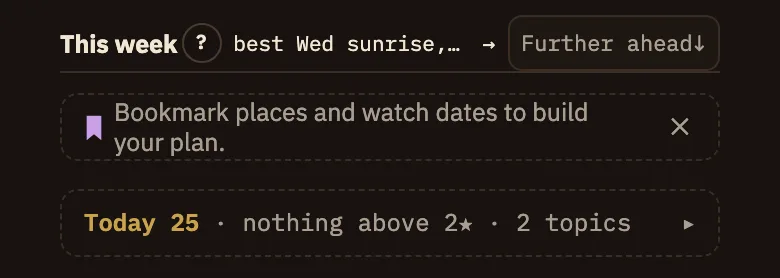 This week ? best Wed sunrise,… → Further ahead↓
Bookmark places and watch dates to build
your plan. ×
Today 25 · nothing above 2★ · 2 topics ▸